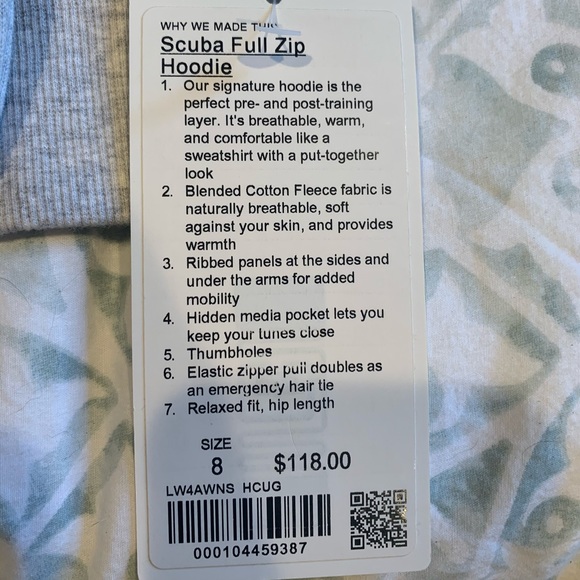 WHY WE MADE THIS
Scuba Full Zip
Hoodie
1. Our signature hoodie is the
perfect pre- and post-training
layer. It's breathable, warm,
and comfortable like a
sweatshirt with a put-together
look
2. Blended Cotton Fleece fabric is
naturally breathable, soft
against your skin, and provides
warmth
3. Ribbed panels at the sides and
under the arms for added
mobility
4. Hidden media pocket lets you
keep your tunes close
5. Thumbholes
6. Elastic zipper pull doubles as
an emergency hair tie
7. Relaxed fit, hip length
SIZE
8 $118.00
LW4AWNS HCUG
000104459387